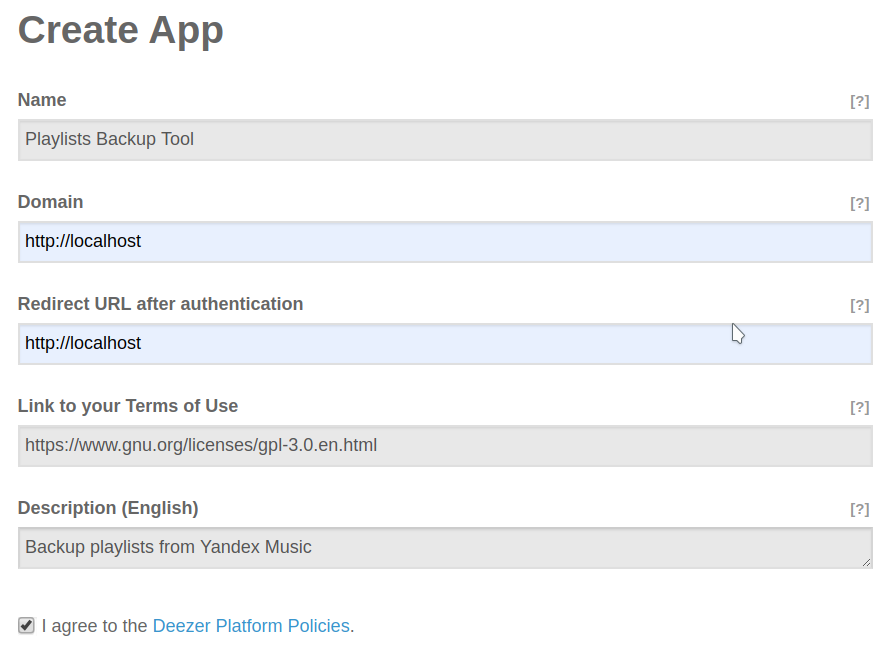 Create App
Name [?]
Playlists Backup Tool
Domain [?]
http://localhost
Redirect URL after authentication [?]
http://localhost
Link to your Terms of Use [?]
https://www.gnu.org/licenses/gpl-3.0.en.html
Description (English) [?]
Backup playlists from Yandex Music
I agree to the Deezer Platform Policies.